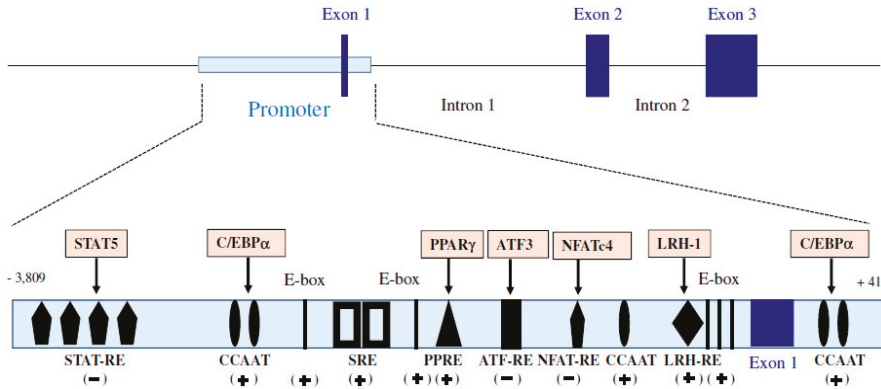 Exon 1 Exon 2 Exon 3
Promoter Intron 1 Intron 2
STAT5 C/EBPα PPARγ ATF3 NFATc4 LRH-1 C/EBPα
- 3,809 E-box E-box E-box + 41
STAT-RE CCAAT SRE PPRE ATF-RE NFAT-RE CCAAT LRH-RE Exon 1 CCAAT
(-) (+) (+) (+) (+) (+) (-) (-) (+) (+) (+) (+)